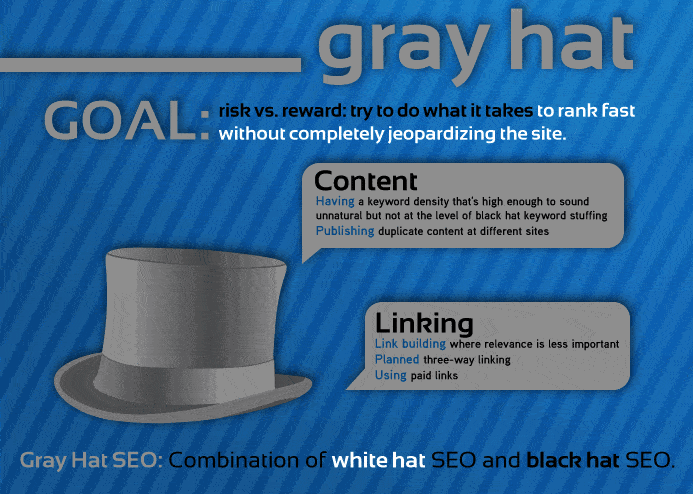 gray hat
GOAL: risk vs. reward: try to do what it takes to rank fast
without completely jeopardizing the site.
Content
Having a keyword density that's high enough to sound
unnatural but not at the level of black hat keyword stuffing
Publishing duplicate content at different sites
Linking
Link building where relevance is less important
Planned three-way linking
Using paid links
Gray Hat SEO: Combination of white hat SEO and black hat SEO.